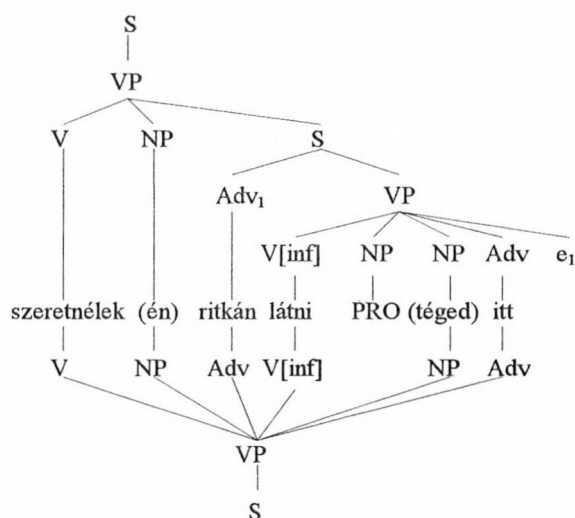 S
VP
V NP S
Adv₁ VP
V[inf] NP NP Adv e₁
szeretnélek (én) ritkán látni PRO (téged) itt
V NP Adv V[inf] NP Adv
VP
S